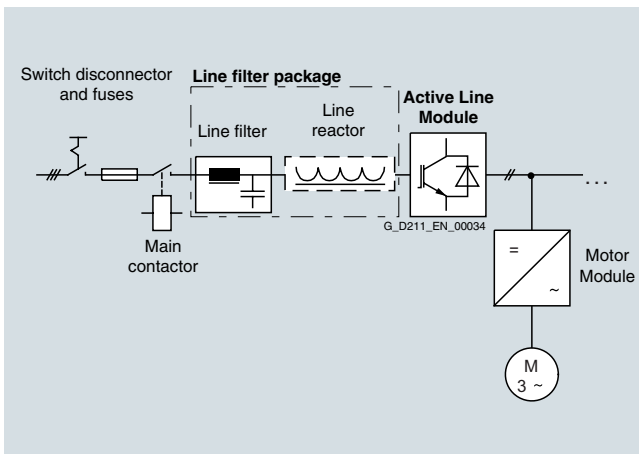 Switch disconnector
and fuses
Line filter package
Line filter
Line
reactor
Active Line
Module
Main
contactor
G_D211_EN_00034
...
=
~
Motor
Module
M
3 ~